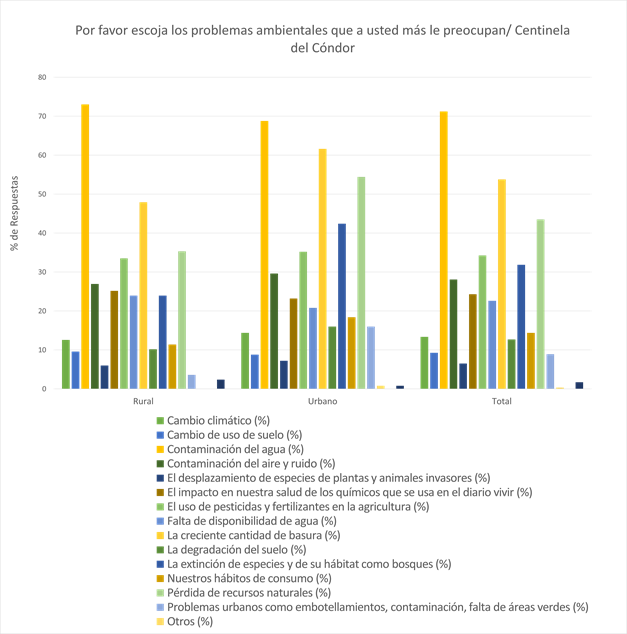 Por favor escoja los problemas ambientales que a usted más le preocupan/ Centinela
del Cóndor
80
70
60
50
40
30
20
10
0
% de Respuestas
Rural Urbano Total
Cambio climático (%)
Cambio de uso de suelo (%)
Contaminación del agua (%)
Contaminación del aire y ruido (%)
El desplazamiento de especies de plantas y animales invasores (%)
El impacto en nuestra salud de los químicos que se usa en el diario vivir (%)
El uso de pesticidas y fertilizantes en la agricultura (%)
Falta de disponibilidad de agua (%)
La creciente cantidad de basura (%)
La degradación del suelo (%)
La extinción de especies y de su hábitat como bosques (%)
Nuestros hábitos de consumo (%)
Pérdida de recursos naturales (%)
Problemas urbanos como embotellamientos, contaminación, falta de áreas verdes (%)
Otros (%)